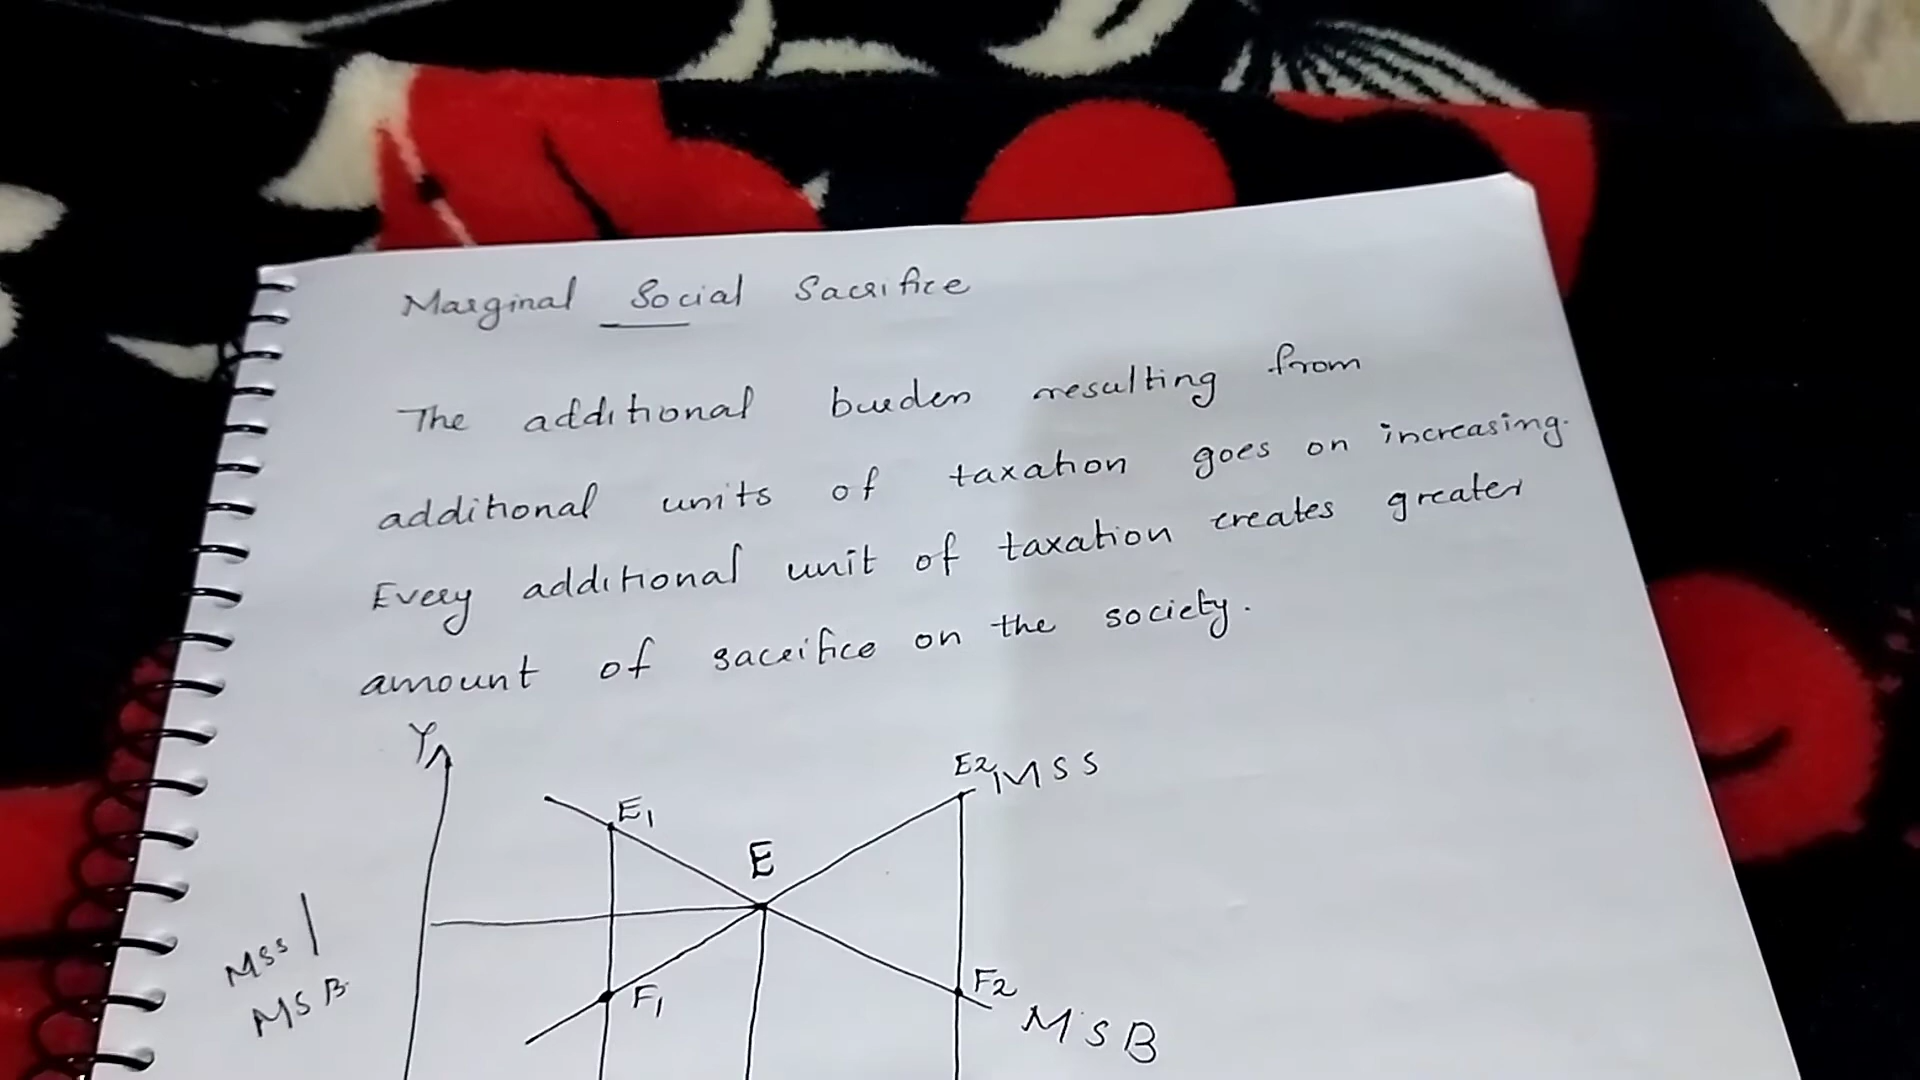 Marginal Social Sacrifice
The additional burden resulting from
additional units of taxation goes on increasing.
Every additional unit of taxation creates greater
amount of sacrifice on the society.
Y
E2 MSS
E1
E
MSS /
MSB
F1
F2
MSB